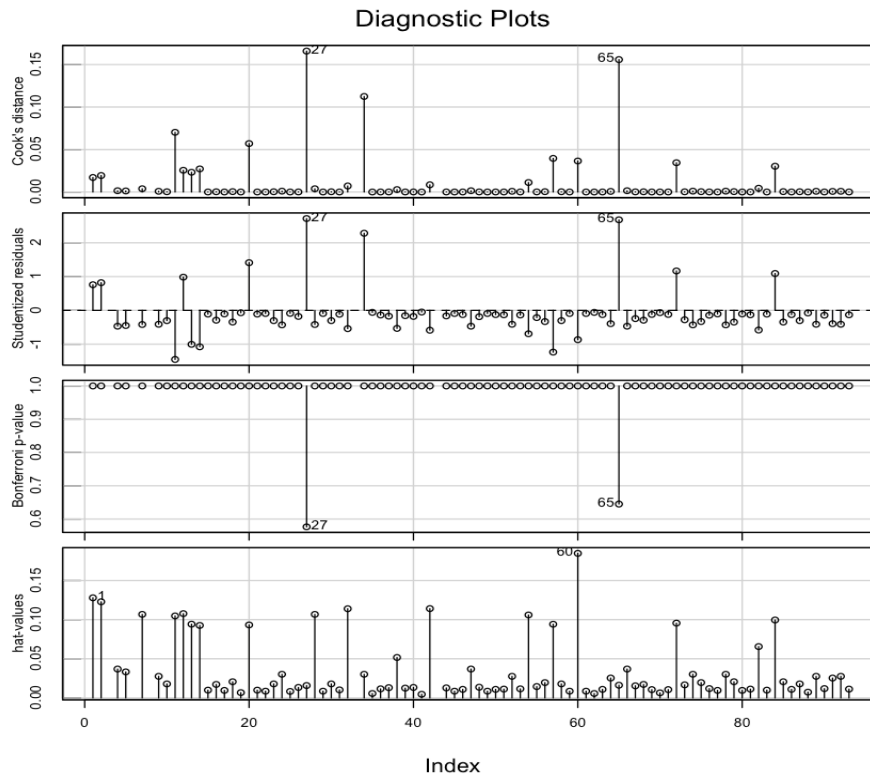 Diagnostic Plots
Cook's distance
0.00 0.05 0.10 0.15
27
65
Studentized residuals
-1 0 1 2
27
65
Bonferroni p-value
0.6 0.7 0.8 0.9 1.0
27
65
hat-values
0.00 0.05 0.10 0.15
1
60
0 20 40 60 80
Index